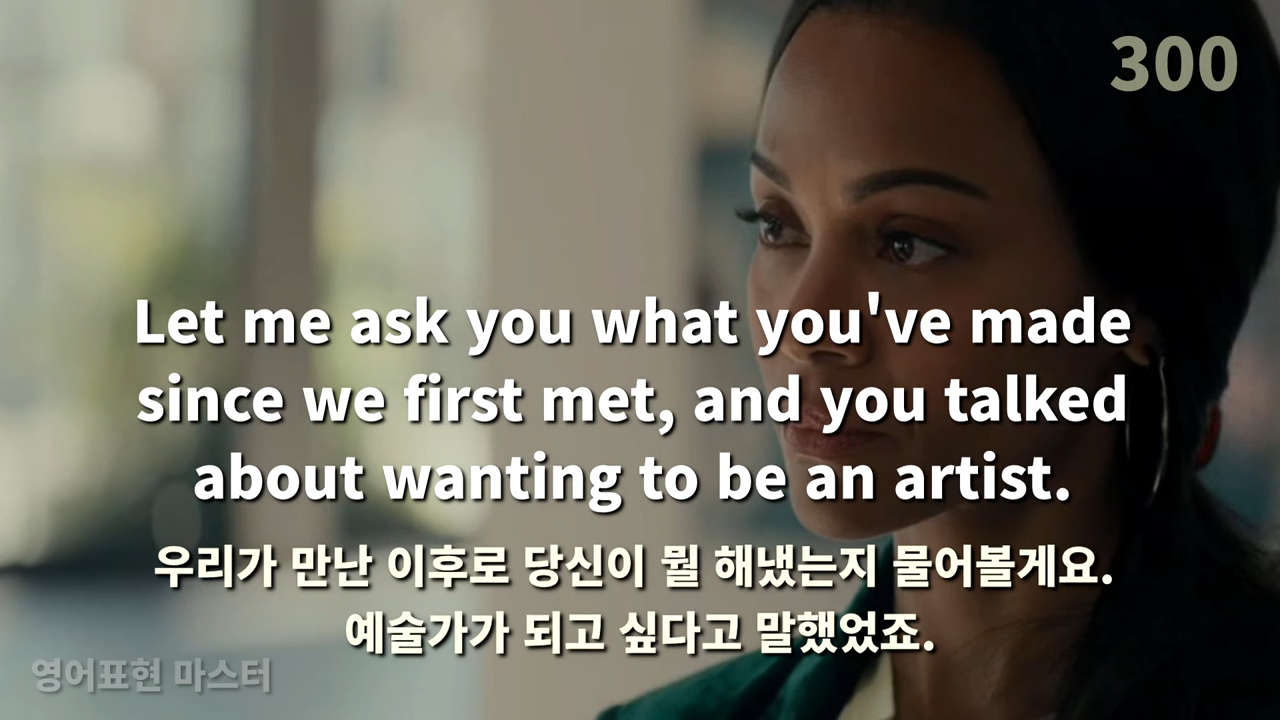 300
Let me ask you what you've made
since we first met, and you talked
about wanting to be an artist.
우리가 만난 이후로 당신이 뭘 해냈는지 물어볼게요.
예술가가 되고 싶다고 말했었죠.
영어표현 마스터